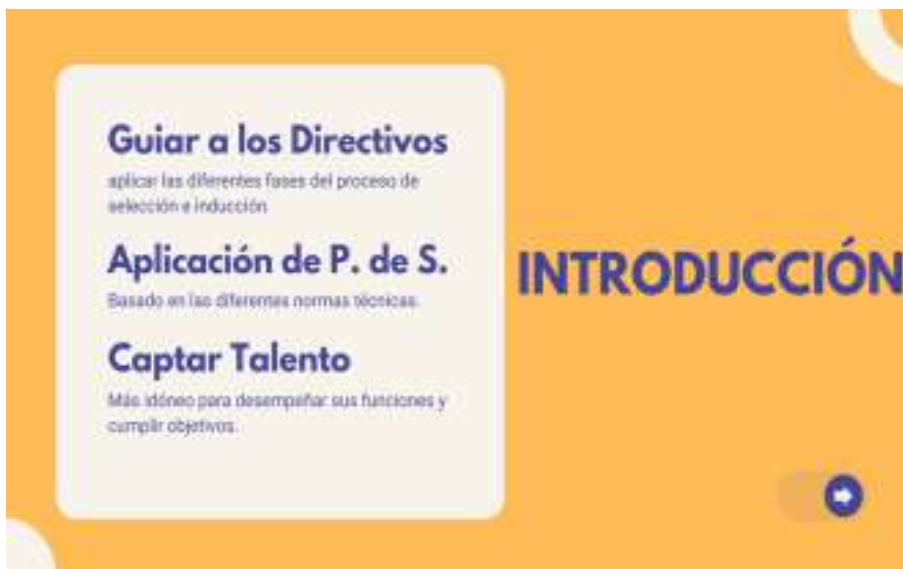 Guiar a los Directivos
aplicar las diferentes fases del proceso de
selección e inducción.
Aplicación de P. de S.
Basado en las diferentes normas técnicas.
Captar Talento
Más idóneo para desempeñar sus funciones y
cumplir objetivos.
INTRODUCCIÓN